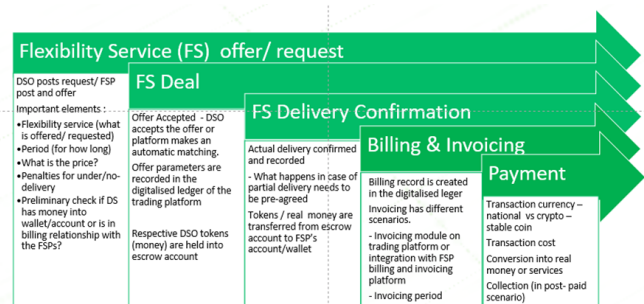 Flexibility Service (FS)  offer/ request
DSO posts request/ FSP
post and offer
Important elements :
•Flexibility service (what
is offered/ requested)
•Period (for how long)
•What is the price?
•Penalties for under/no-
delivery
•Preliminary check if DS
has money into
wallet/account or is in
billing relationship with
the FSPs?
FS Deal
Offer Accepted  - DSO
accepts the offer or
platform makes an
automatic matching.
Offer parameters are
recorded in the
digitalised ledger of the
trading platform
Respective DSO tokens
(money) are held into
escrow account
FS Delivery Confirmation
Actual delivery confirmed
and recorded
- What happens in case of
partial delivery needs to
be pre-agreed
Tokens / real  money are
transferred from escrow
account to FSP's
account/wallet
Billing & Invoicing
Billing record is created
in the digitalised leger
Invoicing has different
scenarios.
- Invoicing module on
trading platform or
integration with FSP
billing and invoicing
platform
- Invoicing period
Payment
Transaction currency –
national  vs crypto –
stable coin
Transaction cost
Conversion into real
money or services
Collection (in post- paid
scenario)